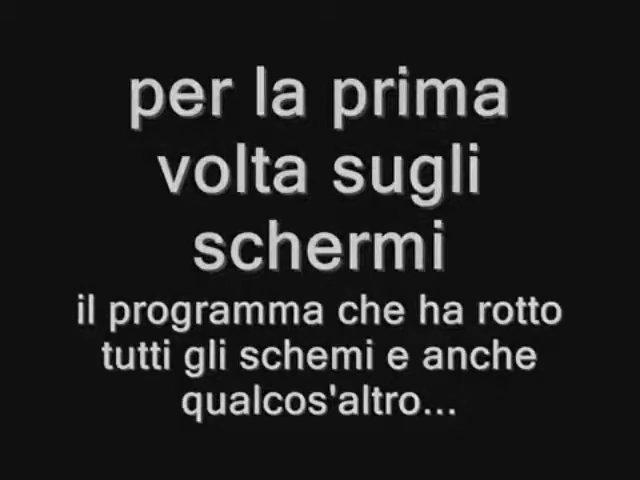 per la prima
volta sugli
schermi
il programma che ha rotto
tutti gli schemi e anche
qualcos'altro...